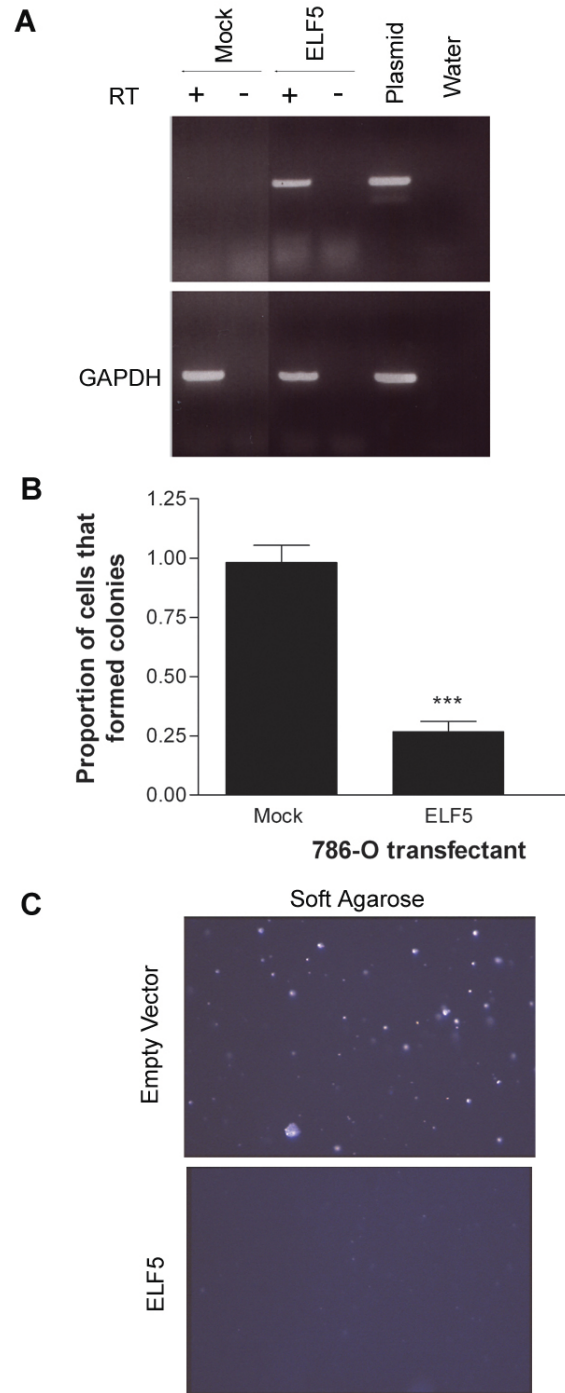 A
Mock
ELF5
Plasmid
Water
RT
+
-
+
-
GAPDH
B
Proportion of cells that
formed colonies
1.25
1.00
0.75
0.50
0.25
0.00
***
Mock
ELF5
786-O transfectant
C
Soft Agarose
Empty Vector
ELF5